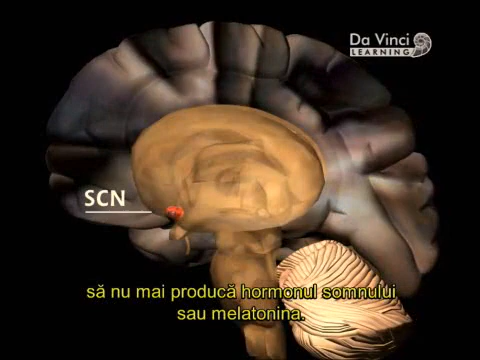 Da Vinci
LEARNING
SCN
să nu mai producă hormonul somnului
sau melatonina.